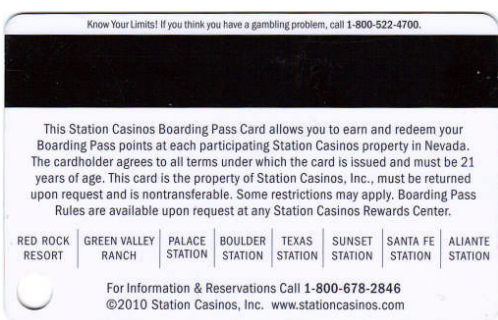 Know Your Limits! If you think you have a gambling problem, call 1-800-522-4700.
This Station Casinos Boarding Pass Card allows you to earn and redeem your
Boarding Pass points at each participating Station Casinos property in Nevada.
The cardholder agrees to all terms under which the card is issued and must be 21
years of age. This card is the property of Station Casinos, Inc., must be returned
upon request and is nontransferable. Some restrictions may apply. Boarding Pass
Rules are available upon request at any Station Casinos Rewards Center.
RED ROCK GREEN VALLEY PALACE BOULDER TEXAS SUNSET SANTA FE ALIANTE
RESORT RANCH STATION STATION STATION STATION STATION STATION
For Information & Reservations Call 1-800-678-2846
©2010 Station Casinos, Inc. www.stationcasinos.com